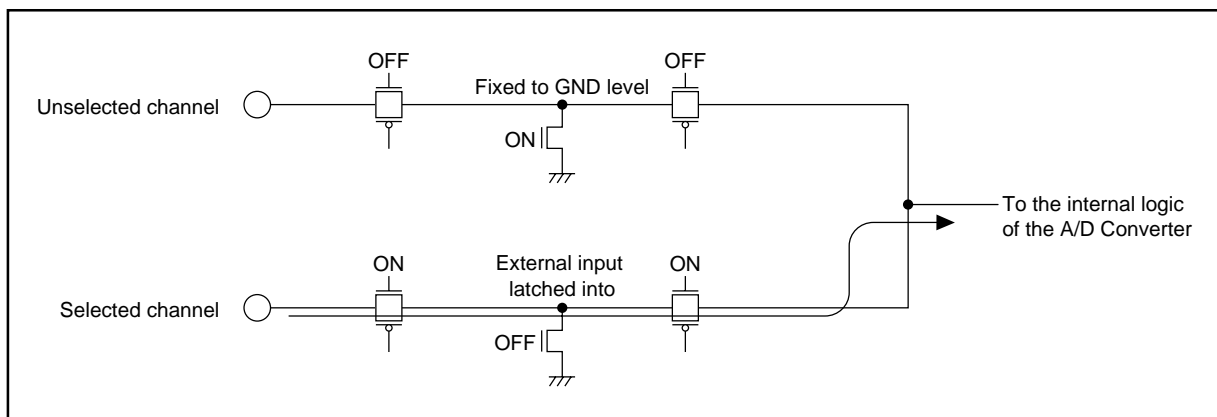 OFF
OFF
Fixed to GND level
Unselected channel
ON
To the internal logic
of the A/D Converter
ON
External input
latched into
ON
Selected channel
OFF